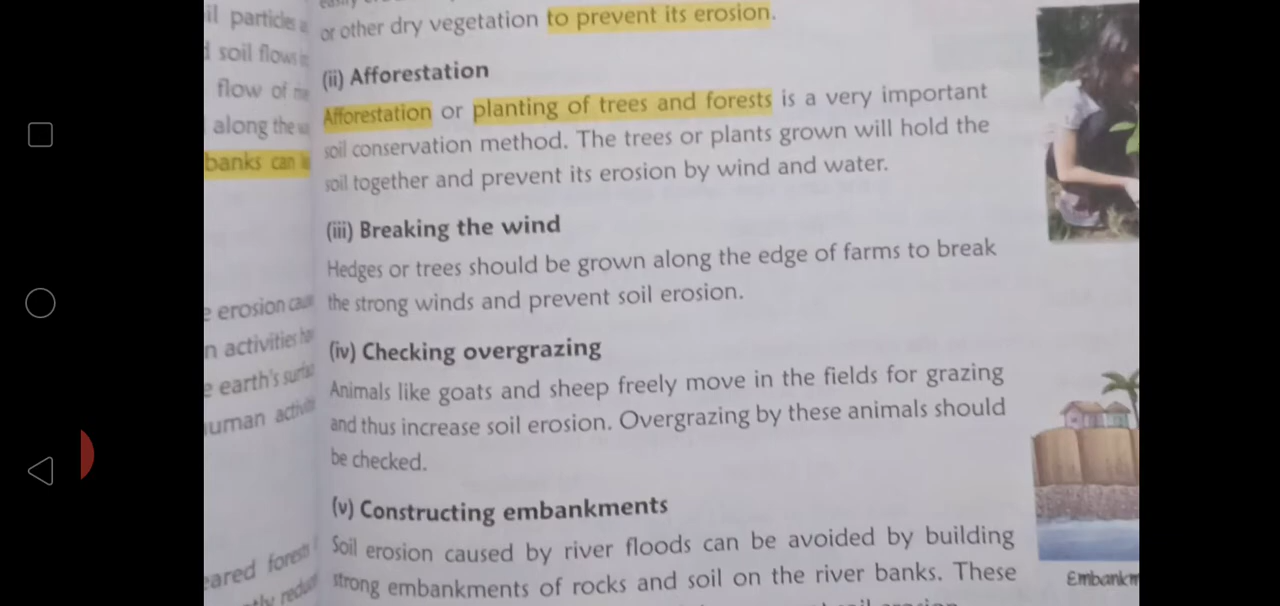 il particles
soil flows
flow of
along the
banks can
e erosion
n activities
e earth's
uman
eared forests
or other dry vegetation to prevent its erosion.
(ii) Afforestation
Afforestation or planting of trees and forests is a very important
soil conservation method. The trees or plants grown will hold the
soil together and prevent its erosion by wind and water.
(iii) Breaking the wind
Hedges or trees should be grown along the edge of farms to break
the strong winds and prevent soil erosion.
(iv) Checking overgrazing
Animals like goats and sheep freely move in the fields for grazing
and thus increase soil erosion. Overgrazing by these animals should
be checked.
(v) Constructing embankments
Soil erosion caused by river floods can be avoided by building
strong embankments of rocks and soil on the river banks. These
Embankm